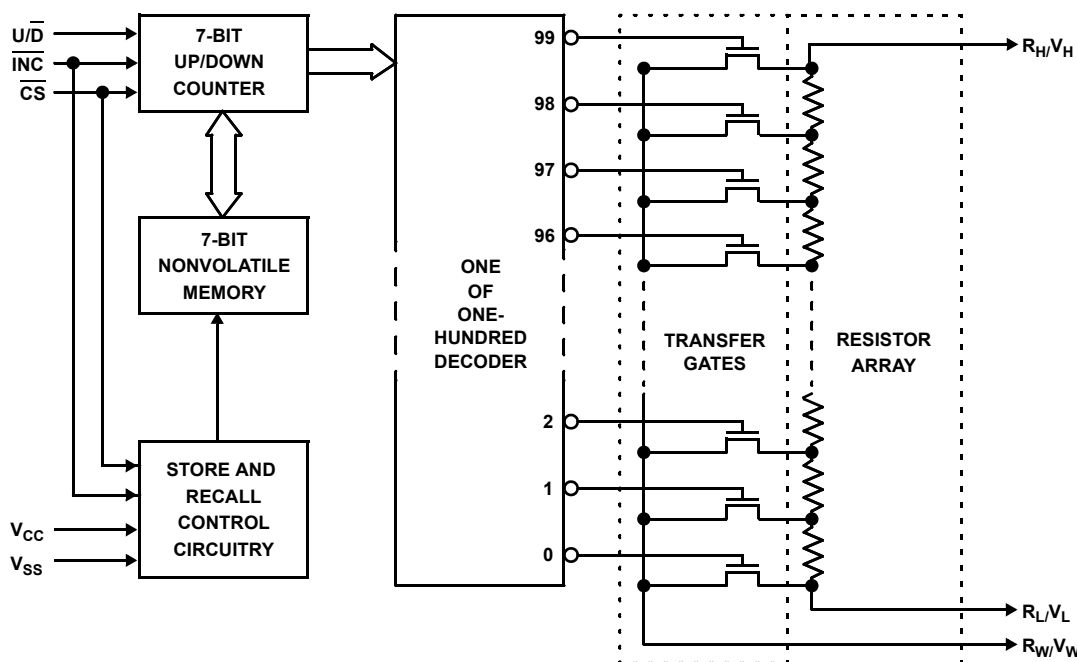 U/D̅
I̅N̅C̅
C̅S̅
7-BIT
UP/DOWN
COUNTER
7-BIT
NONVOLATILE
MEMORY
STORE AND
RECALL
CONTROL
CIRCUITRY
VCC
VSS
ONE
OF
ONE-
HUNDRED
DECODER
99
98
97
96
2
1
0
TRANSFER
GATES
RESISTOR
ARRAY
RH/VH
RL/VL
RW/VW